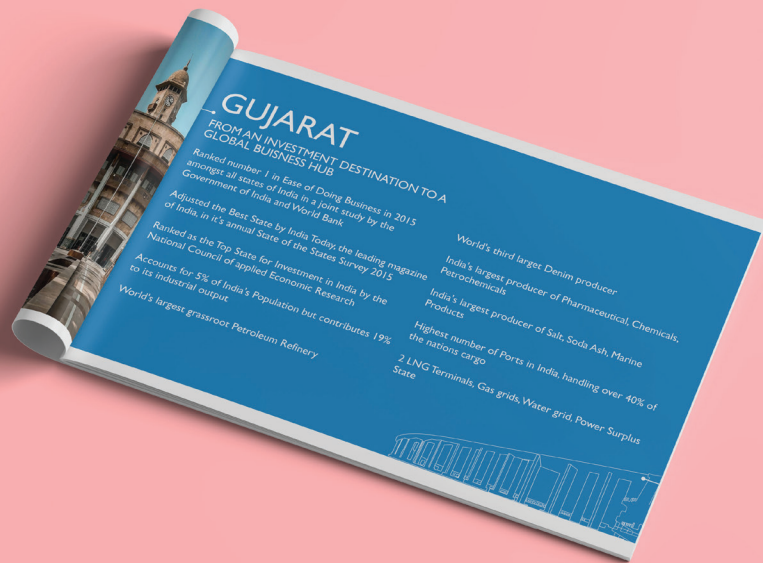 GUJARAT
FROM AN INVESTMENT DESTINATION TO A
GLOBAL BUISNESS HUB
Ranked number 1 in Ease of Doing Business in 2015
amongst all states of India in a joint study by the
Government of India and World Bank
Adjusted the Best State by India Today, the leading magazine
of India, in it's annual State of the States Survey 2015
Ranked as the Top State for Investment in India by the
National Council of applied Economic Research
Accounts for 5% of India's Population but contributes 19%
to its industrial output
World's largest grassroot Petroleum Refinery
World's third larget Denim producer
India's largest producer of Pharmaceutical, Chemicals,
Petrochemicals
India's largest producer of Salt, Soda Ash, Marine
Products
Highest number of Ports in India, handling over 40% of
the nations cargo
2 LNG Terminals, Gas grids, Water grid, Power Surplus
State